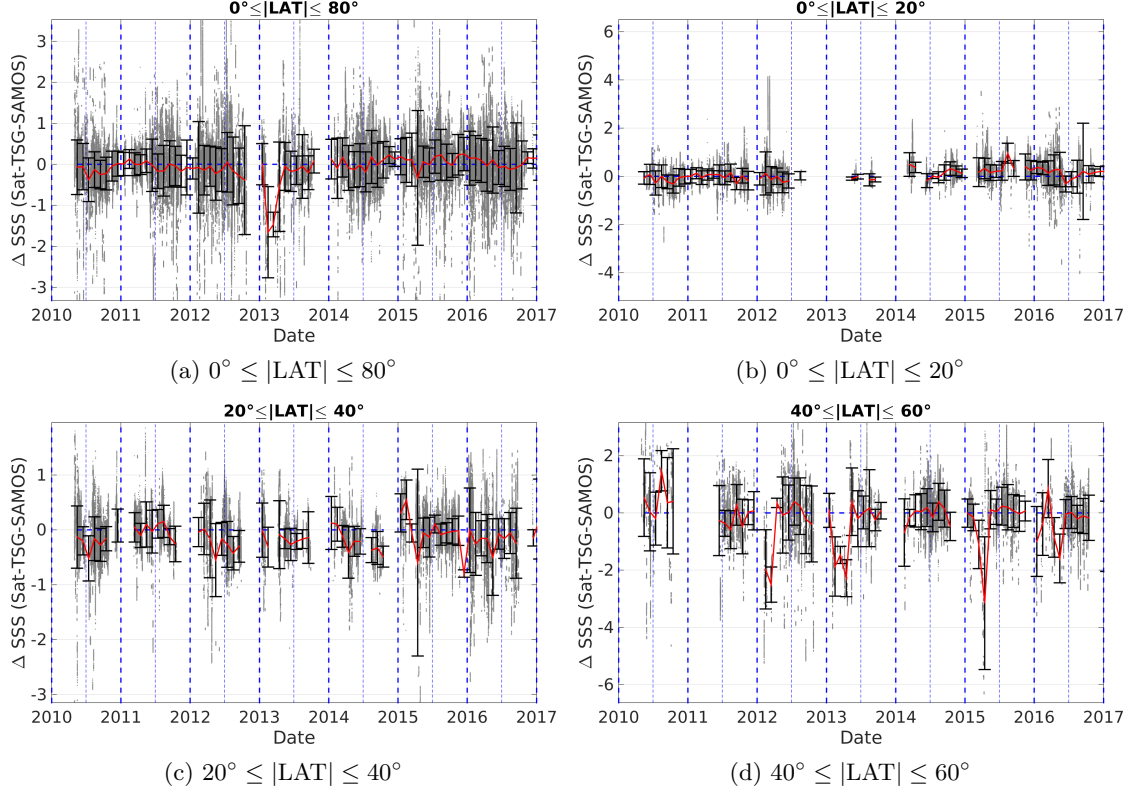 0°≤|LAT|≤ 80°
Δ SSS (Sat-TSG-SAMOS)
3
2
1
0
-1
-2
-3
2010 2011 2012 2013 2014 2015 2016 2017
Date
(a) 0° ≤ |LAT| ≤ 80°
0°≤|LAT|≤ 20°
Δ SSS (Sat-TSG-SAMOS)
6
4
2
0
-2
-4
2010 2011 2012 2013 2014 2015 2016 2017
Date
(b) 0° ≤ |LAT| ≤ 20°
20°≤|LAT|≤ 40°
Δ SSS (Sat-TSG-SAMOS)
1
0
-1
-2
-3
2010 2011 2012 2013 2014 2015 2016 2017
Date
(c) 20° ≤ |LAT| ≤ 40°
40°≤|LAT|≤ 60°
Δ SSS (Sat-TSG-SAMOS)
2
0
-2
-4
-6
2010 2011 2012 2013 2014 2015 2016 2017
Date
(d) 40° ≤ |LAT| ≤ 60°